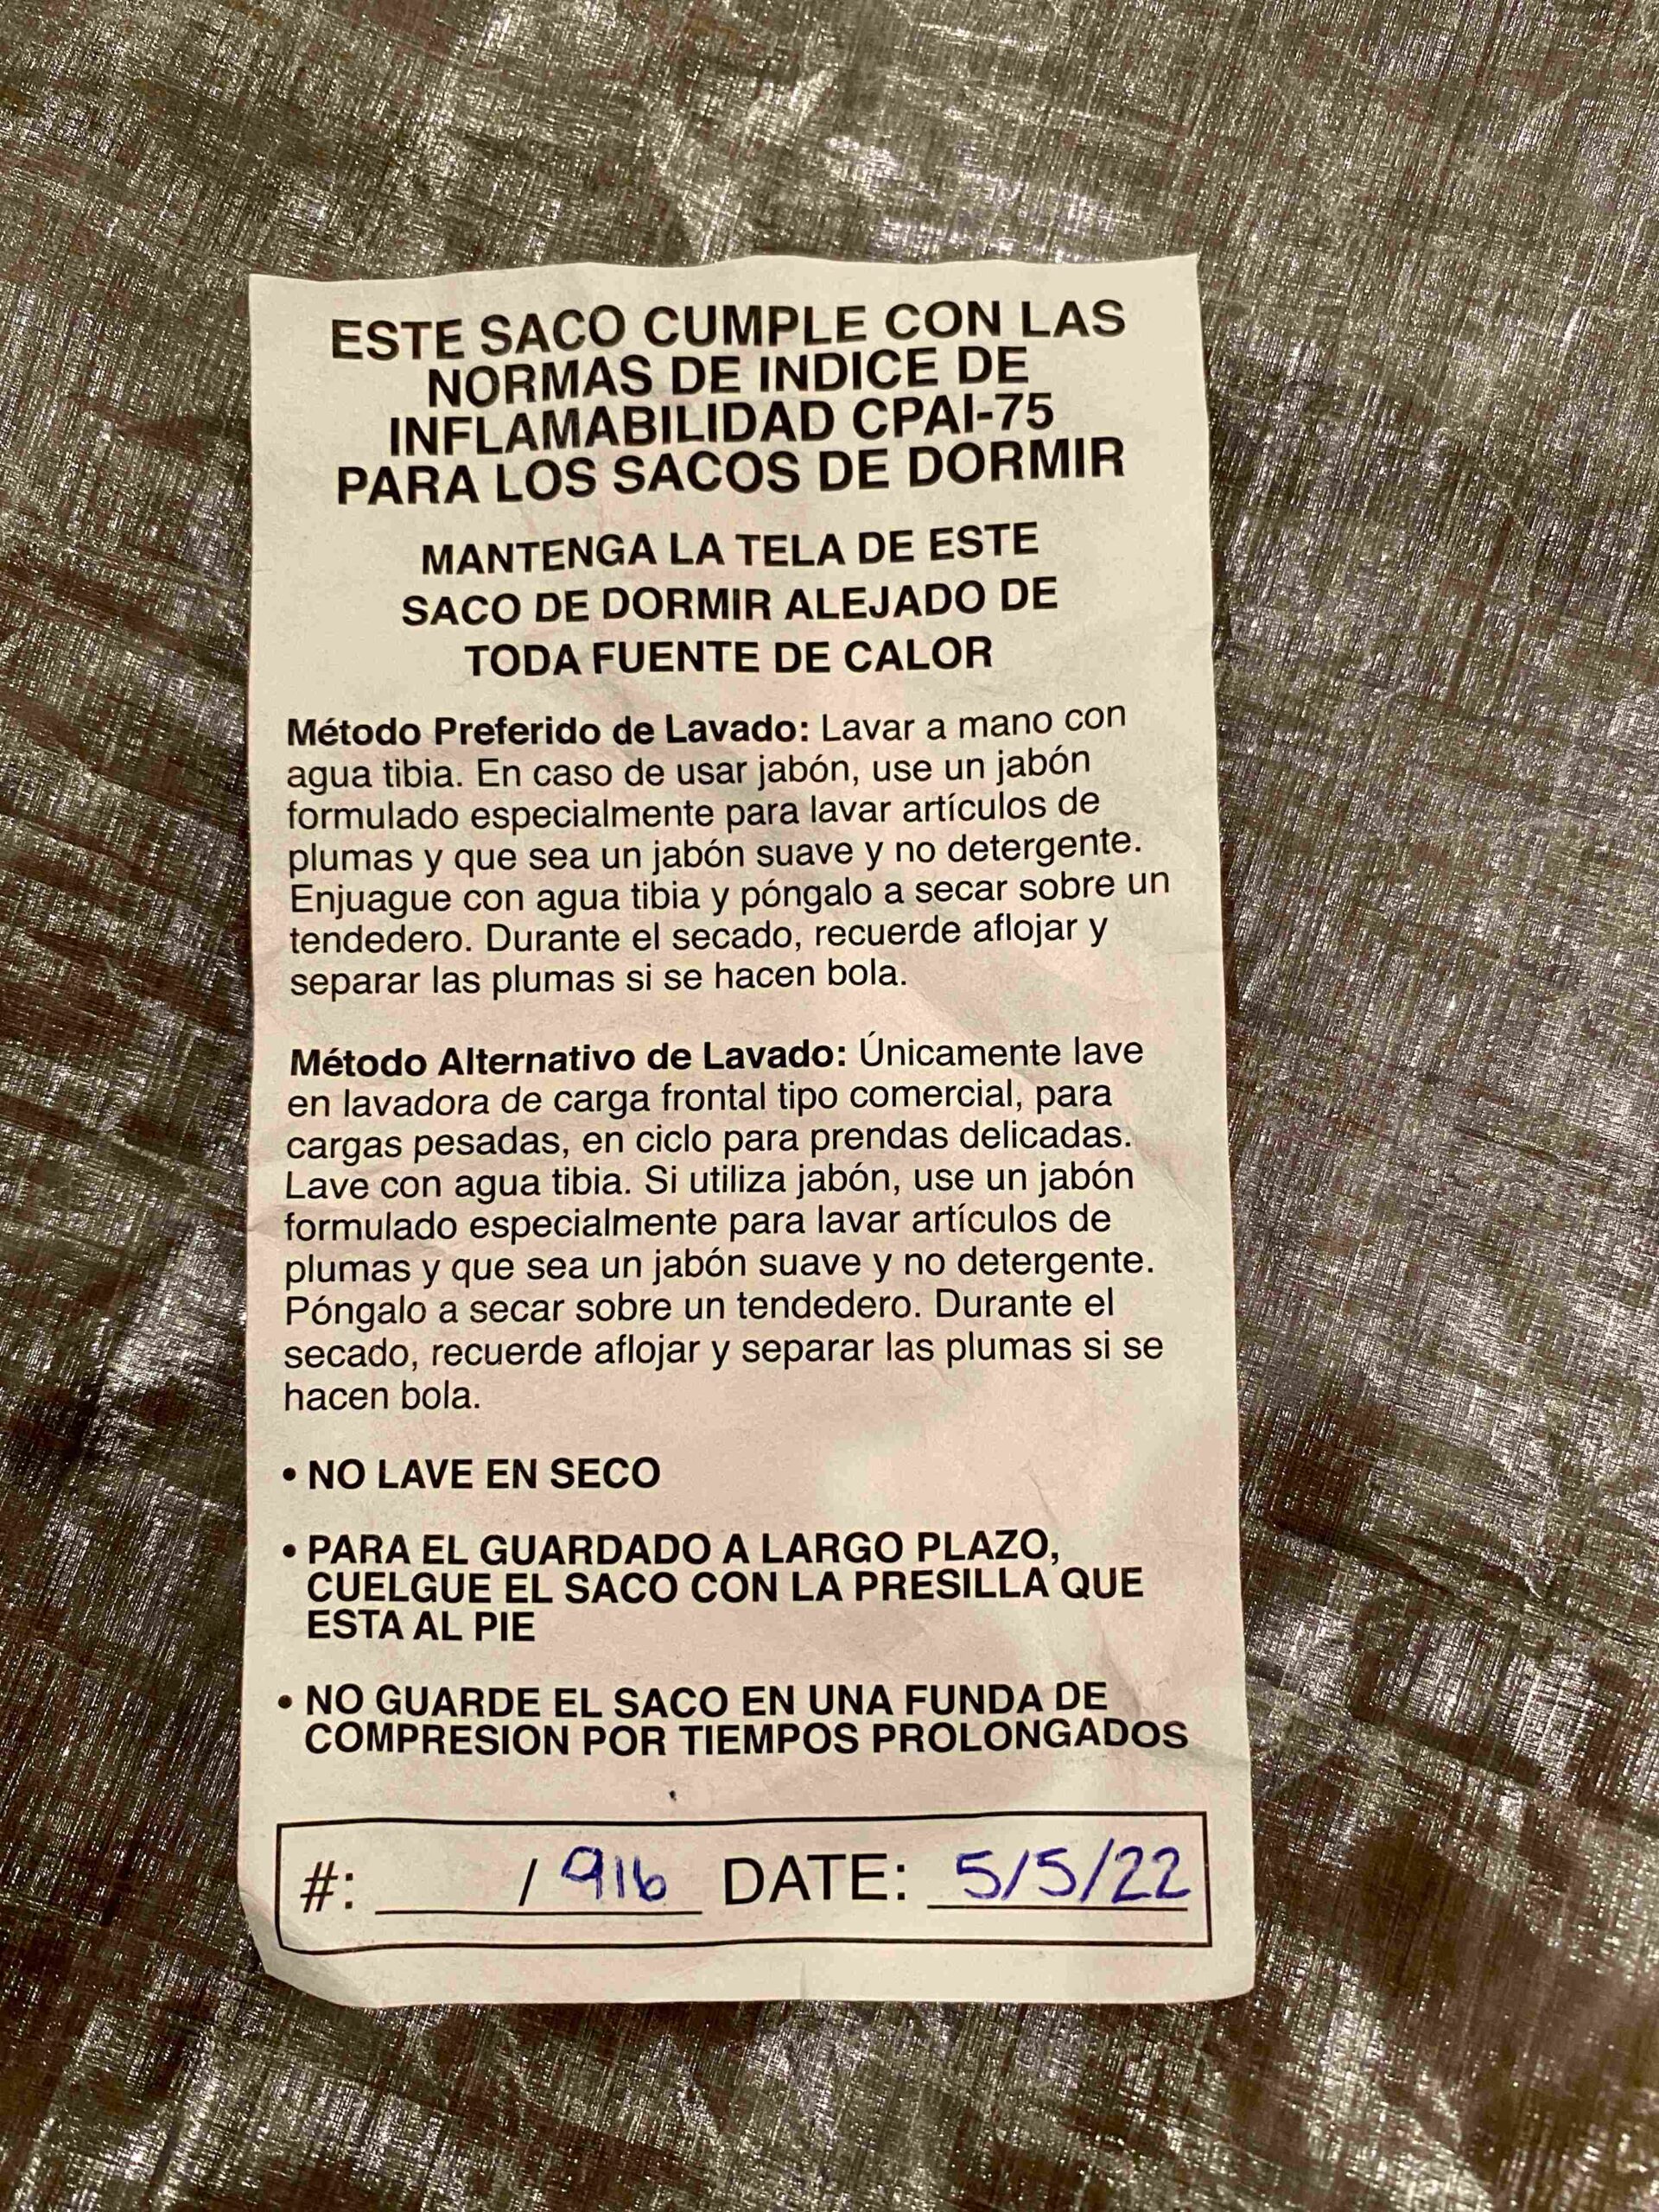 ESTE SACO CUMPLE CON LAS
NORMAS DE INDICE DE
INFLAMABILIDAD CPAI-75
PARA LOS SACOS DE DORMIR
MANTENGA LA TELA DE ESTE
SACO DE DORMIR ALEJADO DE
TODA FUENTE DE CALOR
Método Preferido de Lavado: Lavar a mano con
agua tibia. En caso de usar jabón, use un jabón
formulado especialmente para lavar artículos de
plumas y que sea un jabón suave y no detergente.
Enjuague con agua tibia y póngalo a secar sobre un
tendedero. Durante el secado, recuerde aflojar y
separar las plumas si se hacen bola.
Método Alternativo de Lavado: Únicamente lave
en lavadora de carga frontal tipo comercial, para
cargas pesadas, en ciclo para prendas delicadas.
Lave con agua tibia. Si utiliza jabón, use un jabón
formulado especialmente para lavar artículos de
plumas y que sea un jabón suave y no detergente.
Póngalo a secar sobre un tendedero. Durante el
secado, recuerde aflojar y separar las plumas si se
hacen bola.
• NO LAVE EN SECO
• PARA EL GUARDADO A LARGO PLAZO,
CUELGUE EL SACO CON LA PRESILLA QUE
ESTA AL PIE
• NO GUARDE EL SACO EN UNA FUNDA DE
COMPRESION POR TIEMPOS PROLONGADOS
#: / 916 DATE: 5/5/22